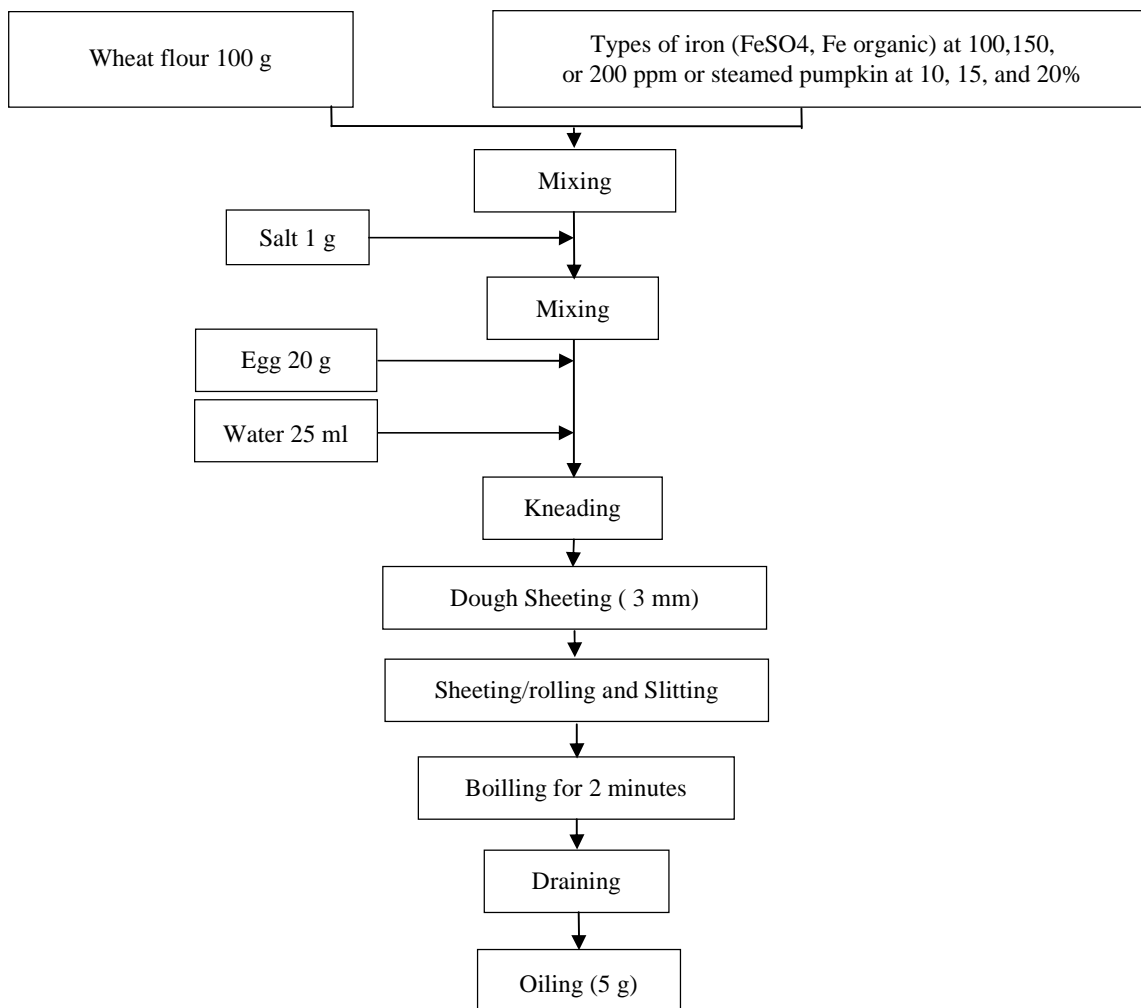 Wheat flour 100 g
Types of iron (FeSO4, Fe organic) at 100,150,
or 200 ppm or steamed pumpkin at 10, 15, and 20%
Mixing
Salt 1 g
Mixing
Egg 20 g
Water 25 ml
Kneading
Dough Sheeting ( 3 mm)
Sheeting/rolling and Slitting
Boilling for 2 minutes
Draining
Oiling (5 g)